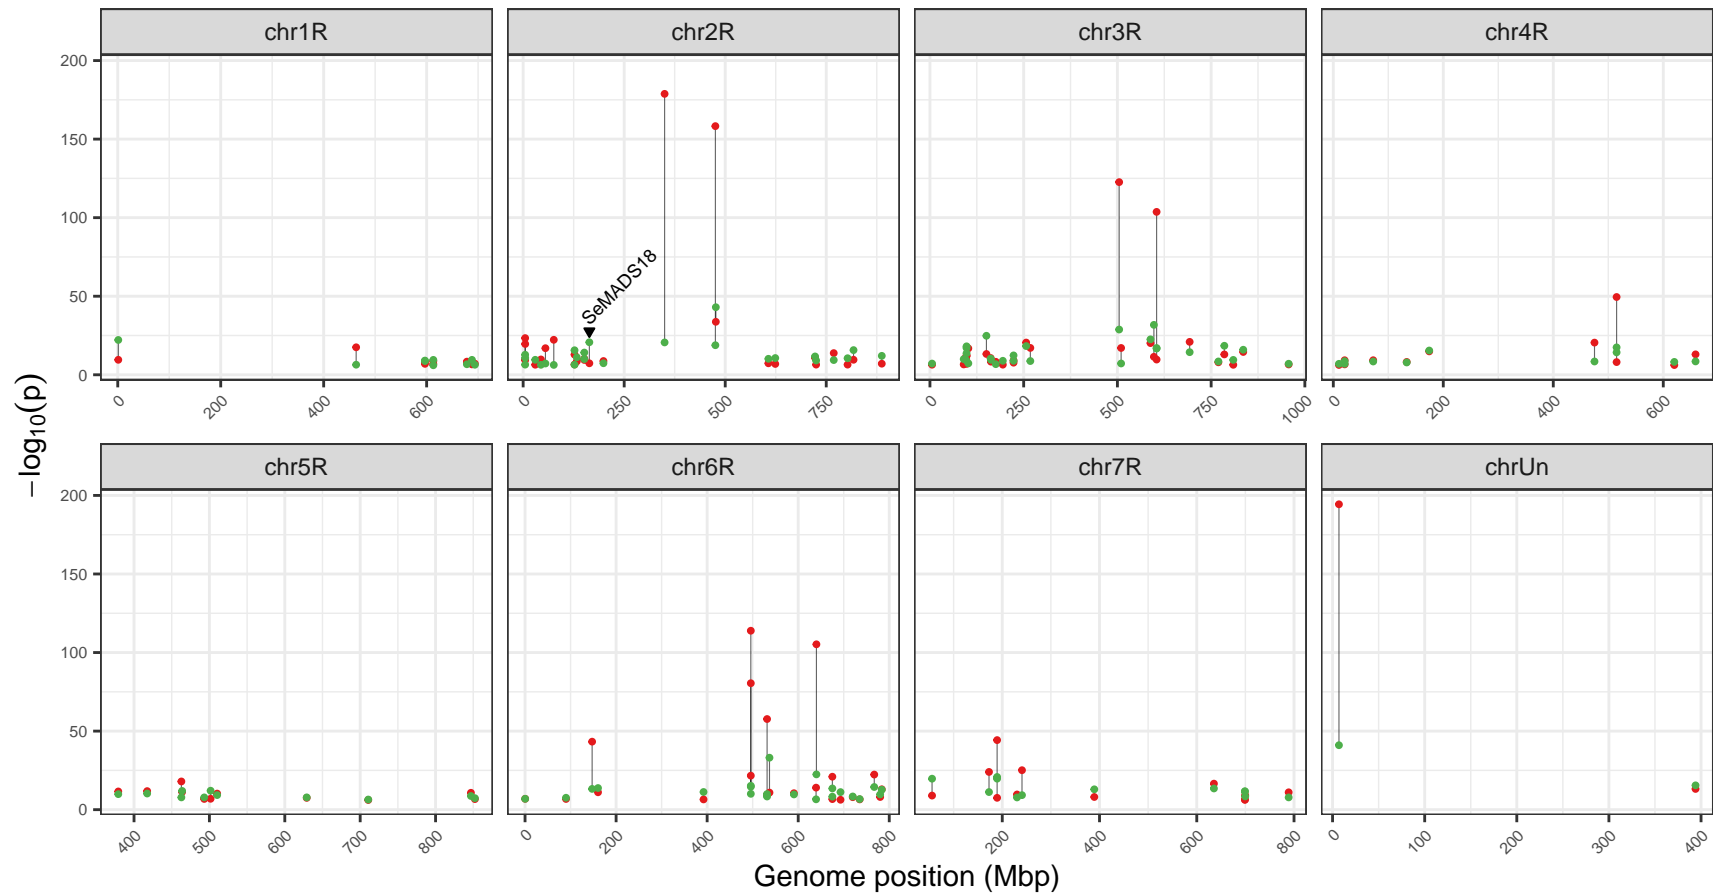 chr1R chr2R chr3R chr4R
200
150
100
50
0
SeMADS18
0 200 400 600 0 250 500 750 0 250 500 750 1000 0 200 400 600
−log10(p)
chr5R chr6R chr7R chrUn
200
150
100
50
0
400 500 600 700 800 0 200 400 600 800 200 400 600 800 0 100 200 300 400
Genome position (Mbp)